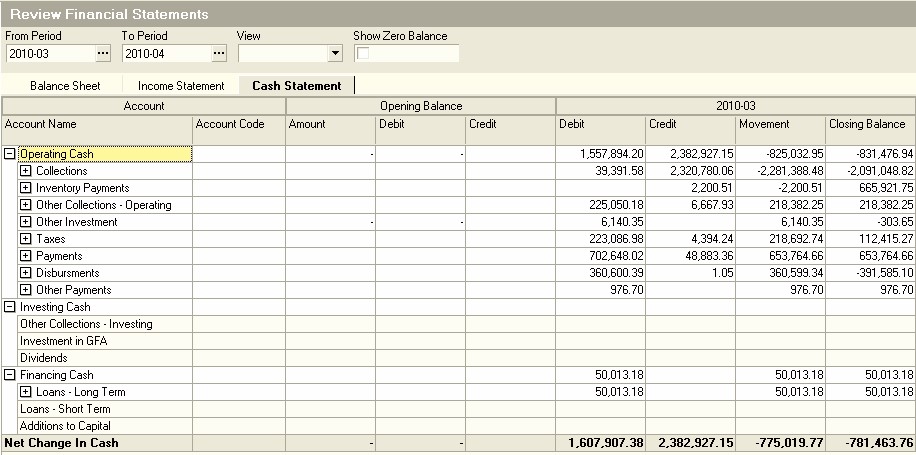 Review Financial Statements
From Period To Period View Show Zero Balance
2010-03 ... 2010-04 ...
Balance Sheet Income Statement Cash Statement
Account Opening Balance 2010-03
Account Name Account Code Amount Debit Credit Debit Credit Movement Closing Balance
Operating Cash - - 1,557,894.20 2,382,927.15 -825,032.95 -831,476.94
Collections 39,391.58 2,320,780.06 -2,281,388.48 -2,091,048.82
Inventory Payments 2,200.51 -2,200.51 665,921.75
Other Collections - Operating 225,050.18 6,667.93 218,382.25 218,382.25
Other Investment - - 6,140.35 6,140.35 -303.65
Taxes 223,086.98 4,394.24 218,692.74 112,415.27
Payments 702,648.02 48,883.36 653,764.66 653,764.66
Disbursments 360,600.39 1.05 360,599.34 -391,585.10
Other Payments 976.70 976.70 976.70
Investing Cash
Other Collections - Investing
Investment in GFA
Dividends
Financing Cash 50,013.18 50,013.18 50,013.18
Loans - Long Term 50,013.18 50,013.18 50,013.18
Loans - Short Term
Additions to Capital
Net Change In Cash - - 1,607,907.38 2,382,927.15 -775,019.77 -781,463.76